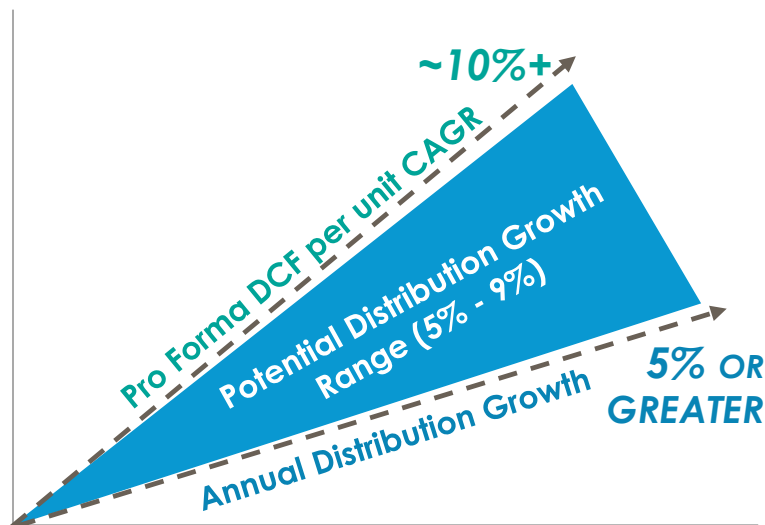 ~10%+
Pro Forma DCF per unit CAGR
Potential Distribution Growth
Range (5% - 9%)
Annual Distribution Growth
5% OR
GREATER